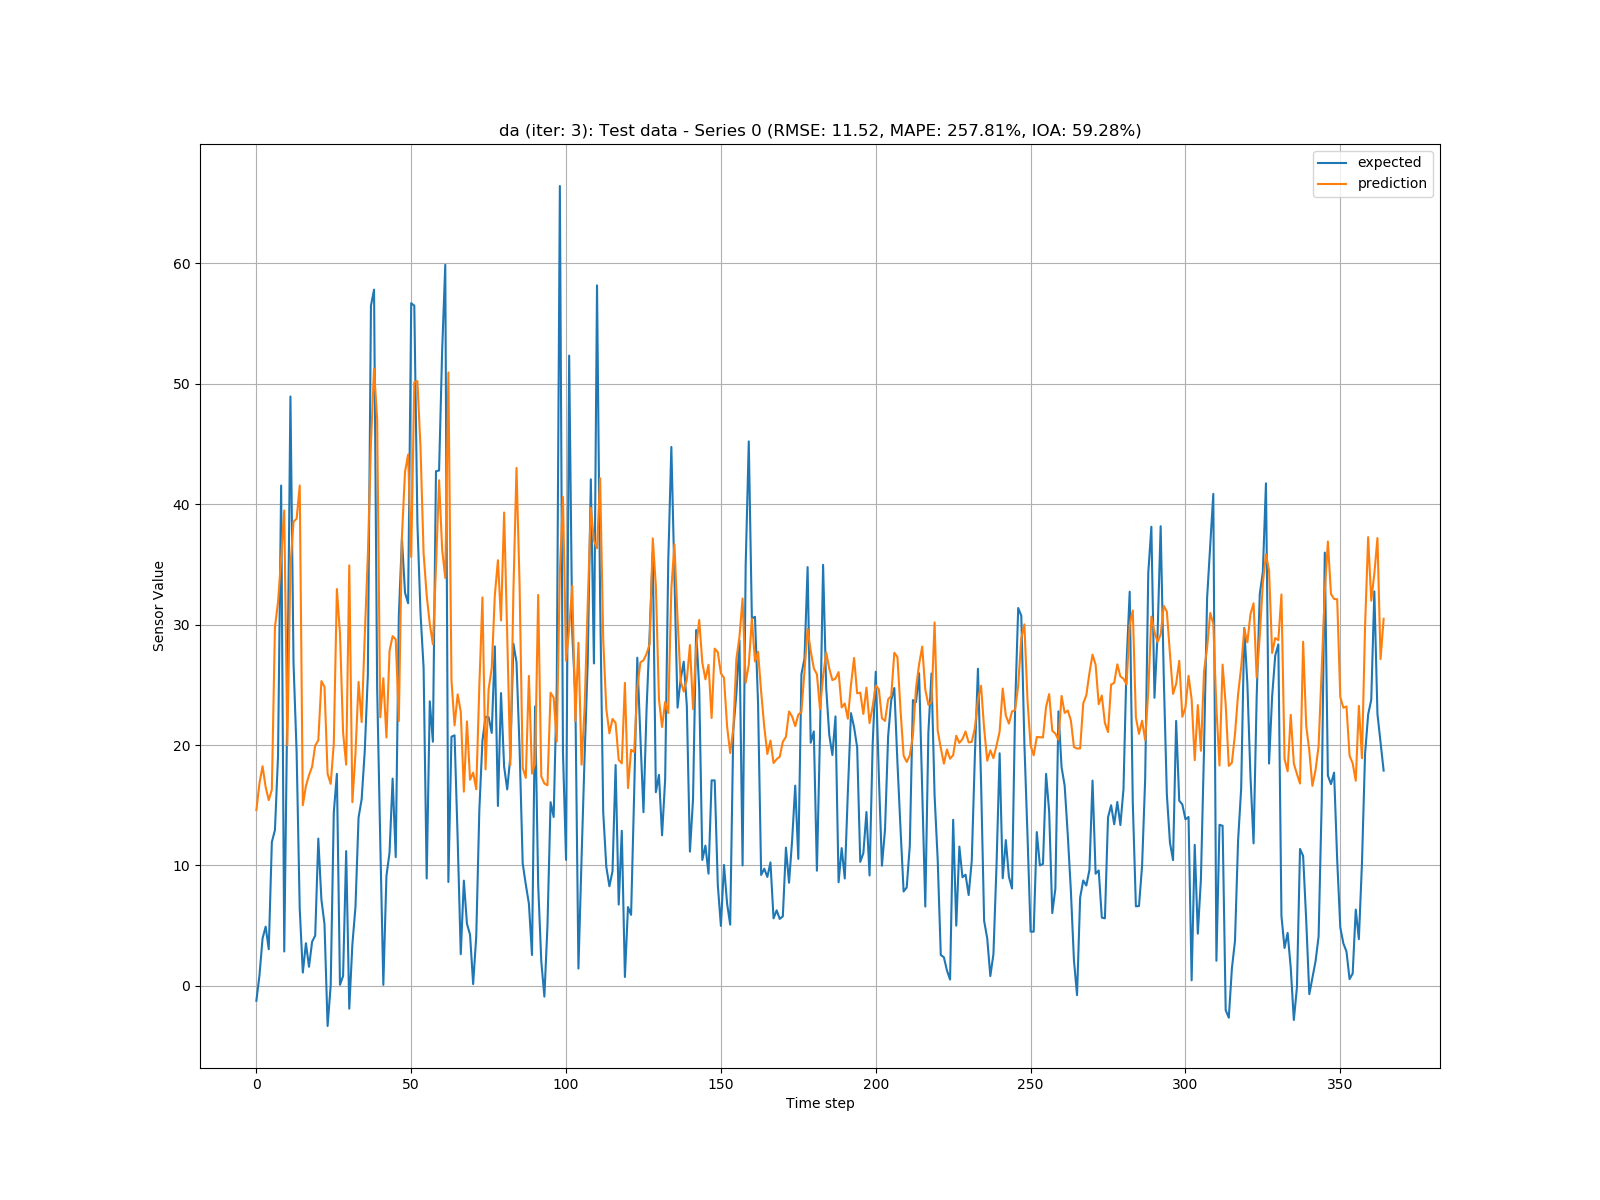 da (iter: 3): Test data - Series 0 (RMSE: 11.52, MAPE: 257.81%, IOA: 59.28%)
expected
prediction
60
50
40
30
20
10
0
Sensor Value
0 50 100 150 200 250 300 350
Time step